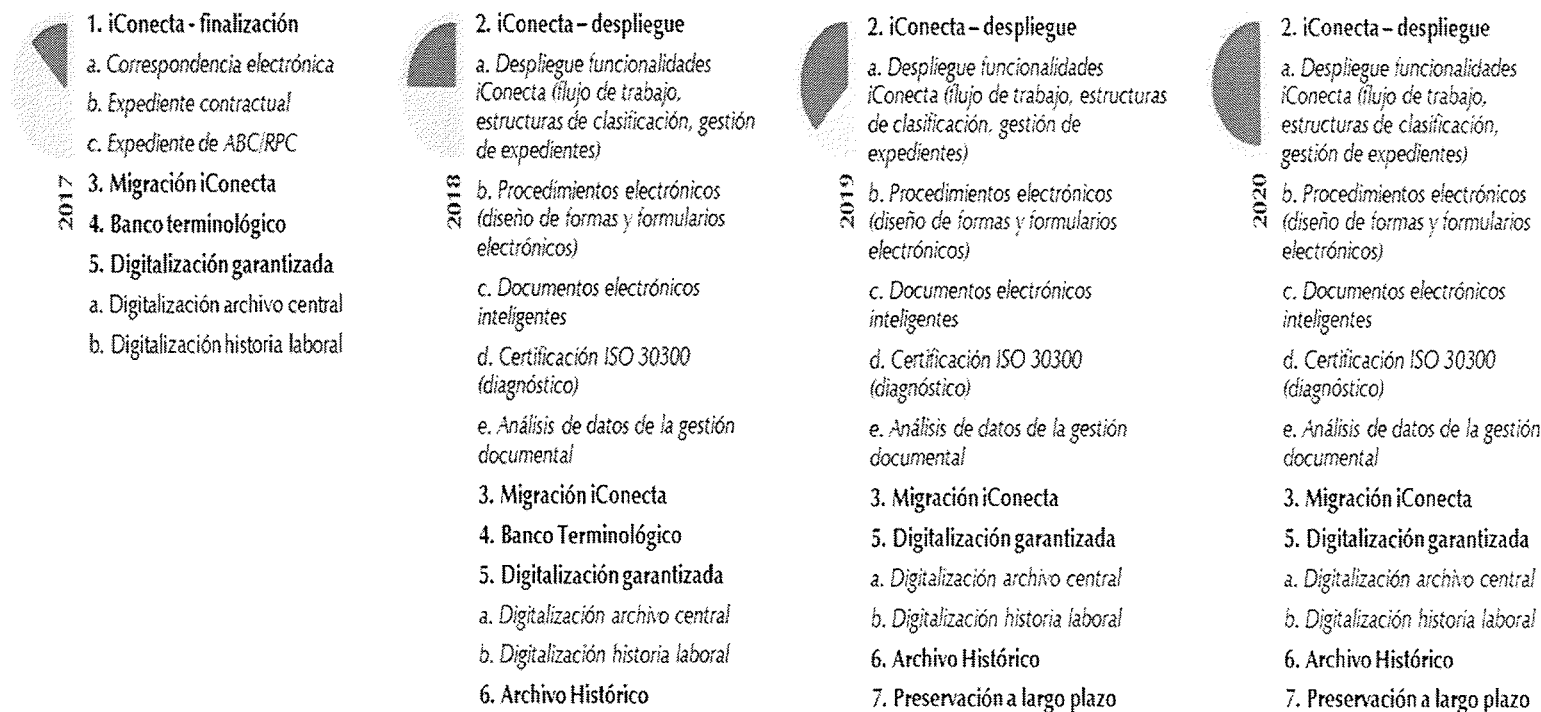 2017
1. iConecta - finalización
a. Correspondencia electrónica
b. Expediente contractual
c. Expediente de ABC/RPC
3. Migración iConecta
4. Banco terminológico
5. Digitalización garantizada
a. Digitalización archivo central
b. Digitalización historia laboral
2018
2. iConecta – despliegue
a. Despliegue funcionalidades
iConecta (flujo de trabajo,
estructuras de clasificación, gestión
de expedientes)
b. Procedimientos electrónicos
(diseño de formas y formularios
electrónicos)
c. Documentos electrónicos
inteligentes
d. Certificación ISO 30300
(diagnóstico)
e. Análisis de datos de la gestión
documental
3. Migración iConecta
4. Banco Terminológico
5. Digitalización garantizada
a. Digitalización archivo central
b. Digitalización historia laboral
6. Archivo Histórico
2019
2. iConecta – despliegue
a. Despliegue funcionalidades
iConecta (flujo de trabajo, estructuras
de clasificación, gestión de
expedientes)
b. Procedimientos electrónicos
(diseño de formas y formularios
electrónicos)
c. Documentos electrónicos
inteligentes
d. Certificación ISO 30300
(diagnóstico)
e. Análisis de datos de la gestión
documental
3. Migración iConecta
5. Digitalización garantizada
a. Digitalización archivo central
b. Digitalización historia laboral
6. Archivo Histórico
7. Preservación a largo plazo
2020
2. iConecta – despliegue
a. Despliegue funcionalidades
iConecta (flujo de trabajo,
estructuras de clasificación,
gestión de expedientes)
b. Procedimientos electrónicos
(diseño de formas y formularios
electrónicos)
c. Documentos electrónicos
inteligentes
d. Certificación ISO 30300
(diagnóstico)
e. Análisis de datos de la gestión
documental
3. Migración iConecta
5. Digitalización garantizada
a. Digitalización archivo central
b. Digitalización historia laboral
6. Archivo Histórico
7. Preservación a largo plazo